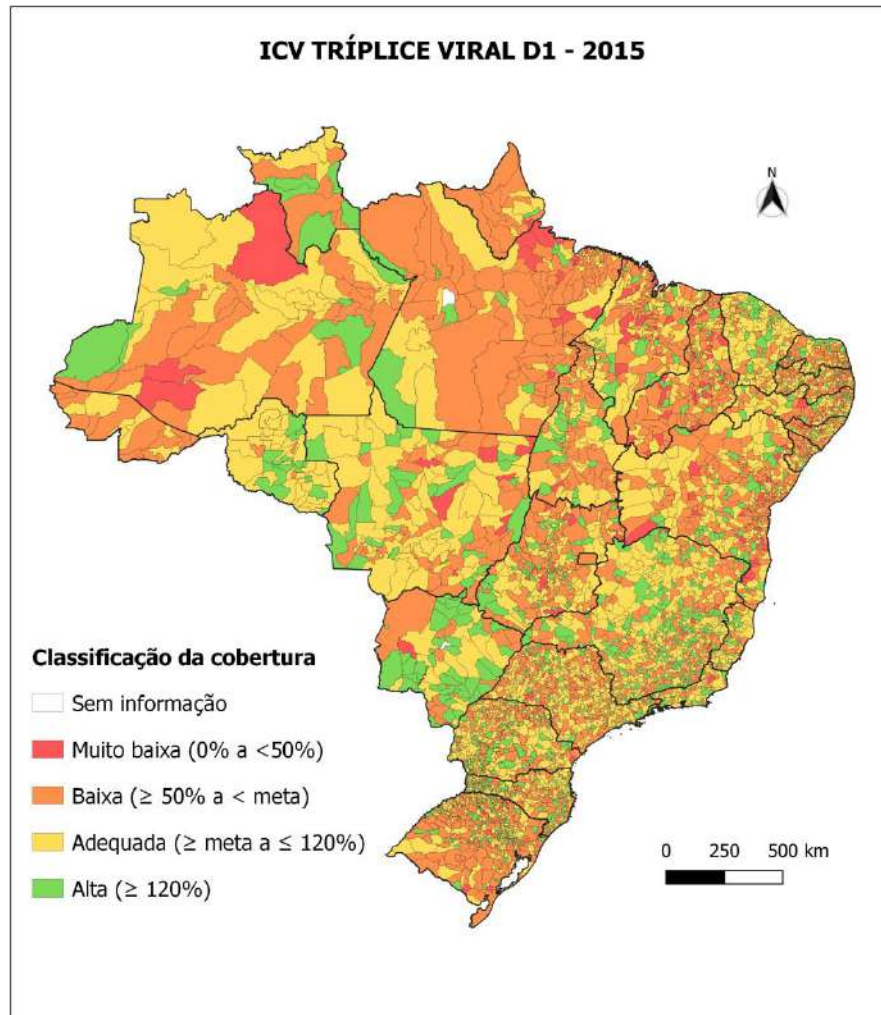 ICV TRÍPLICE VIRAL D1 - 2015
N
Classificação da cobertura
Sem informação
Muito baixa (0% a <50%)
Baixa (≥ 50% a < meta)
Adequada (≥ meta a ≤ 120%)
Alta (≥ 120%)
0 250 500 km